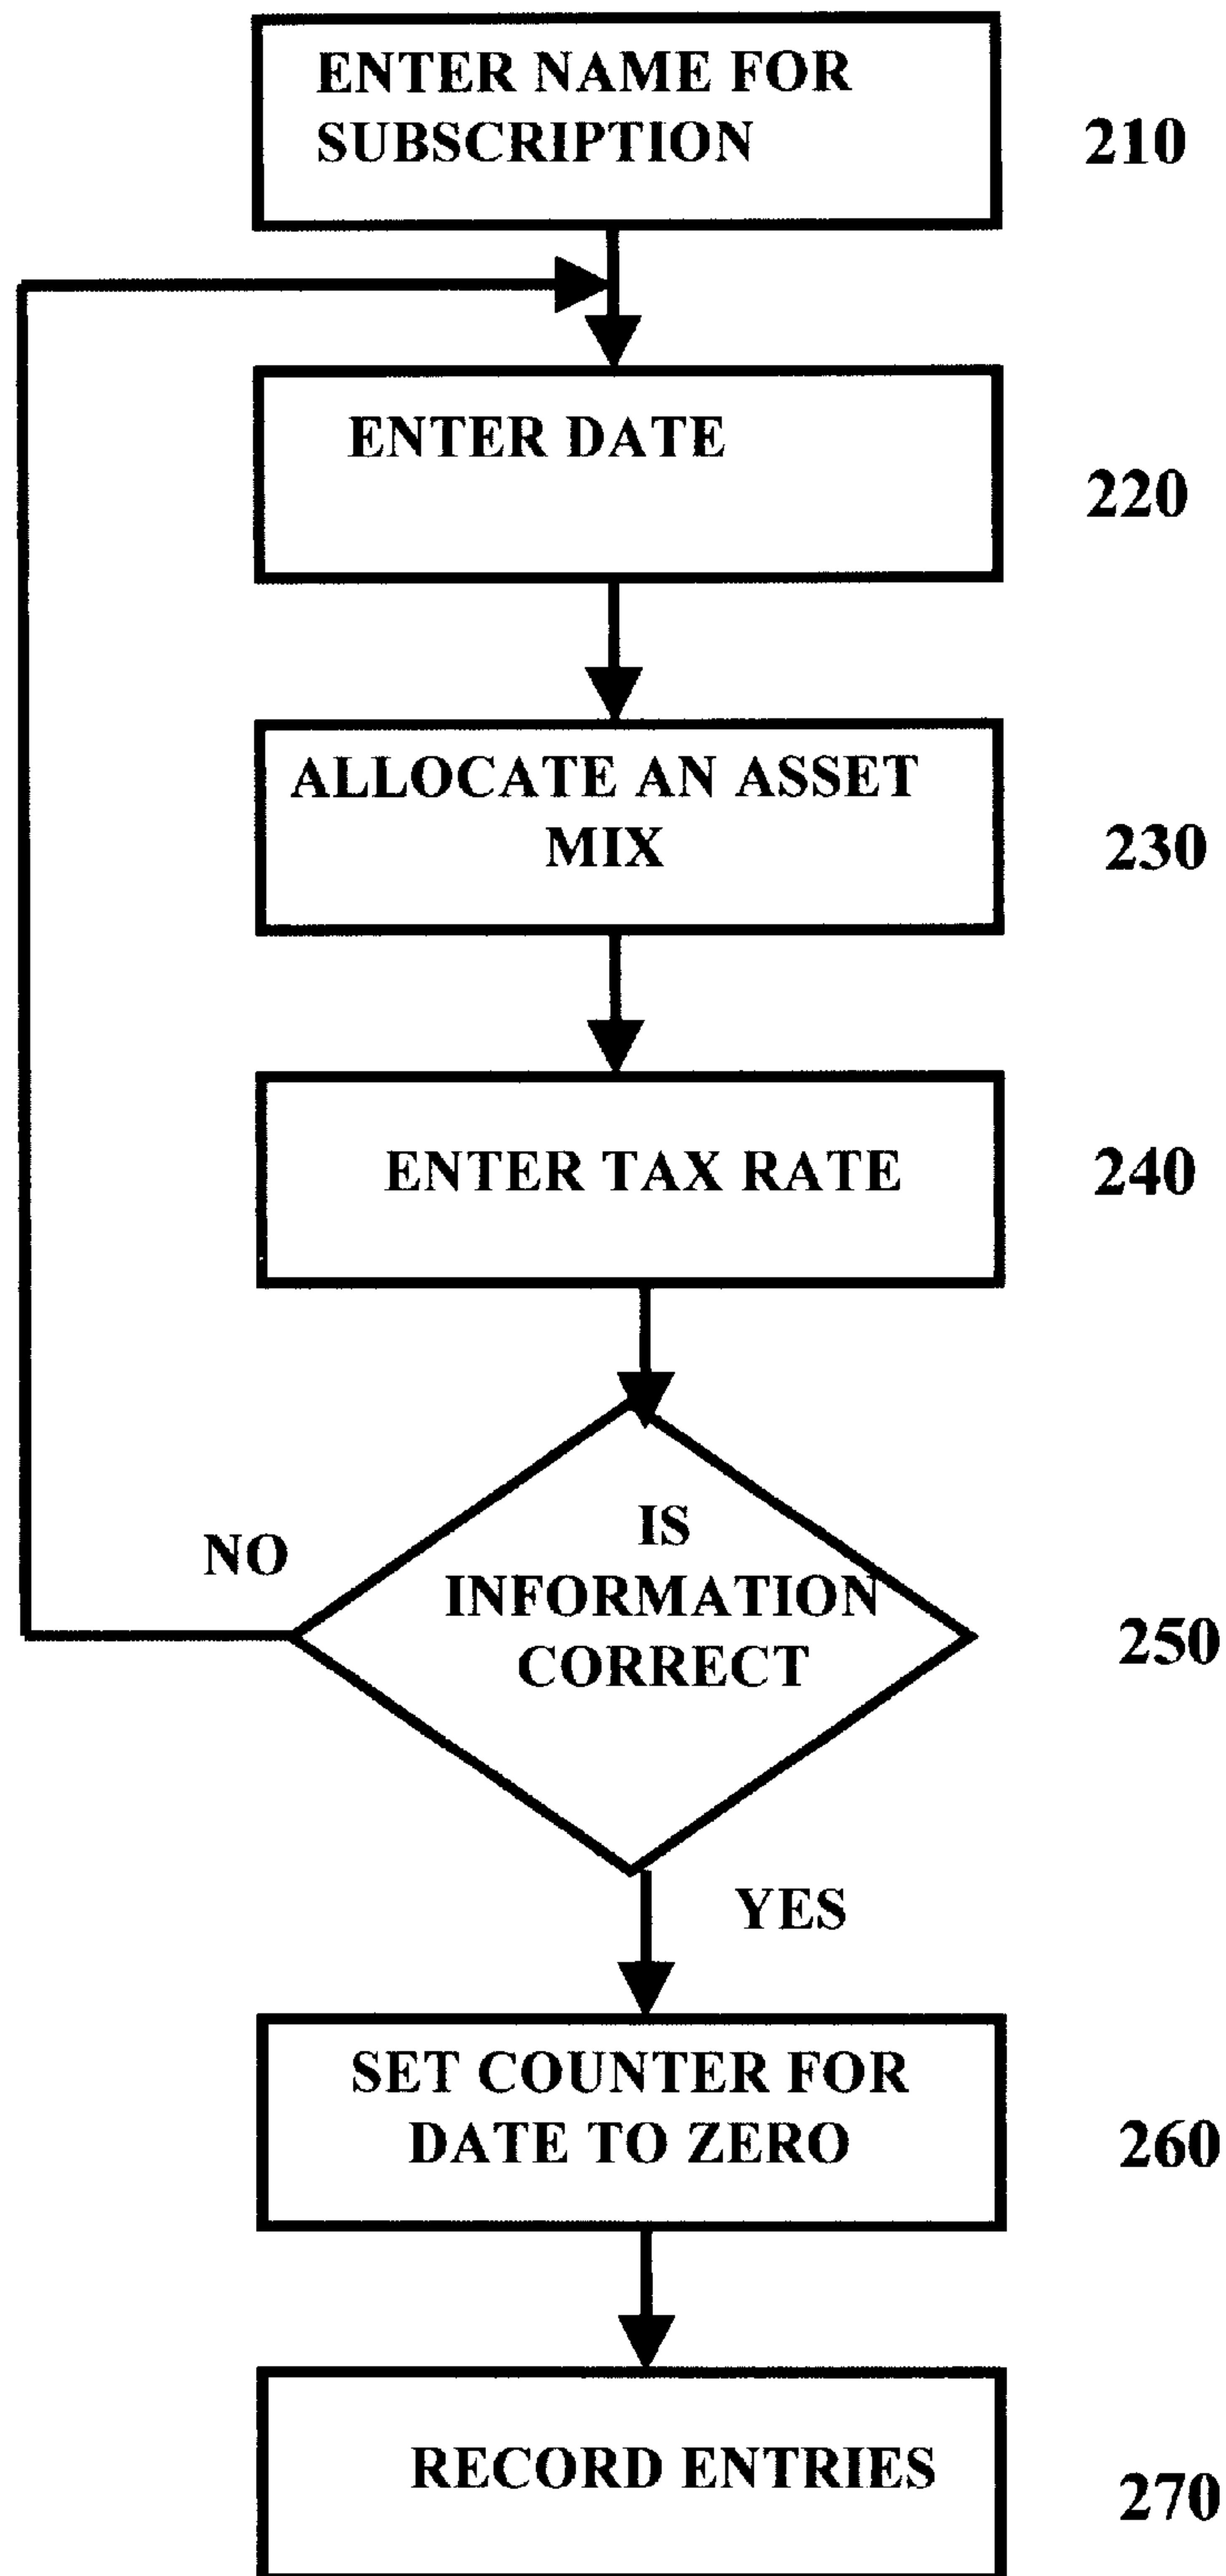 ENTER NAME FOR
SUBSCRIPTION
210
ENTER DATE
220
ALLOCATE AN ASSET
MIX
230
ENTER TAX RATE
240
NO
IS
INFORMATION
CORRECT
250
YES
SET COUNTER FOR
DATE TO ZERO
260
RECORD ENTRIES
270